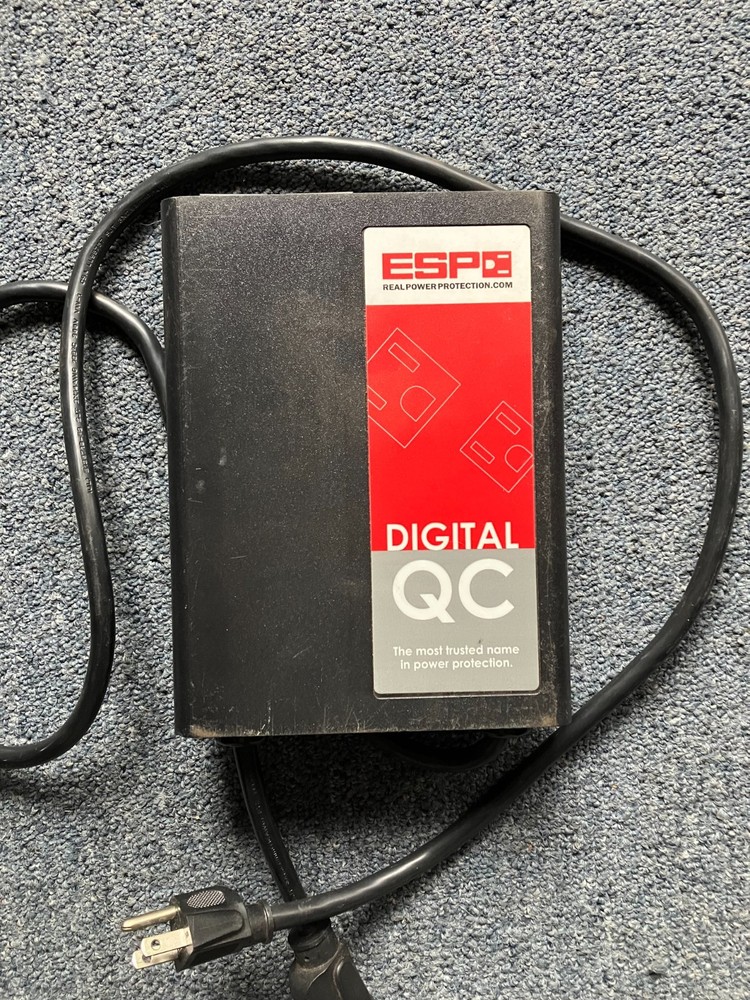 ESP
REALPOWERPROTECTION.COM
DIGITAL
QC
The most trusted name
in power protection.